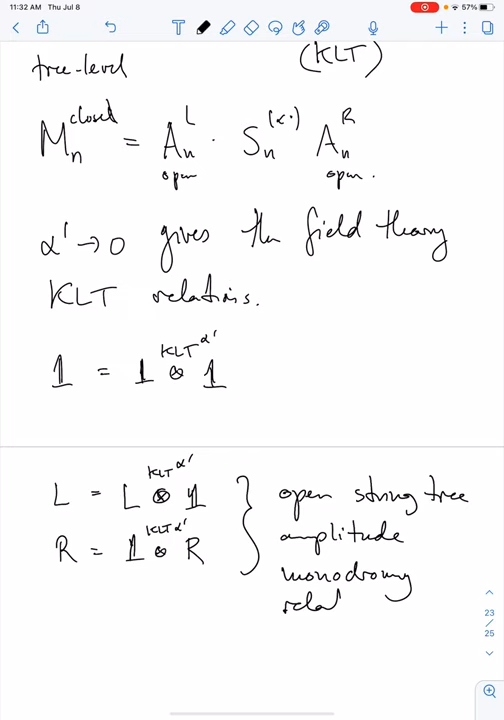 11:32 AM Thu Jul 8
57%
tree-level (KLT)
M_n^closed = A_n^L · S_n^(α') A_n^R
open open.
α' → 0 gives the field theory
KLT relations.
𝟙 = 𝟙 ⊗^KLT α' 𝟙
L = L ⊗^KLT α' 𝟙
R = 𝟙 ⊗^KLT α' R
} open string tree
amplitude
monodromy
relat
23
/
25